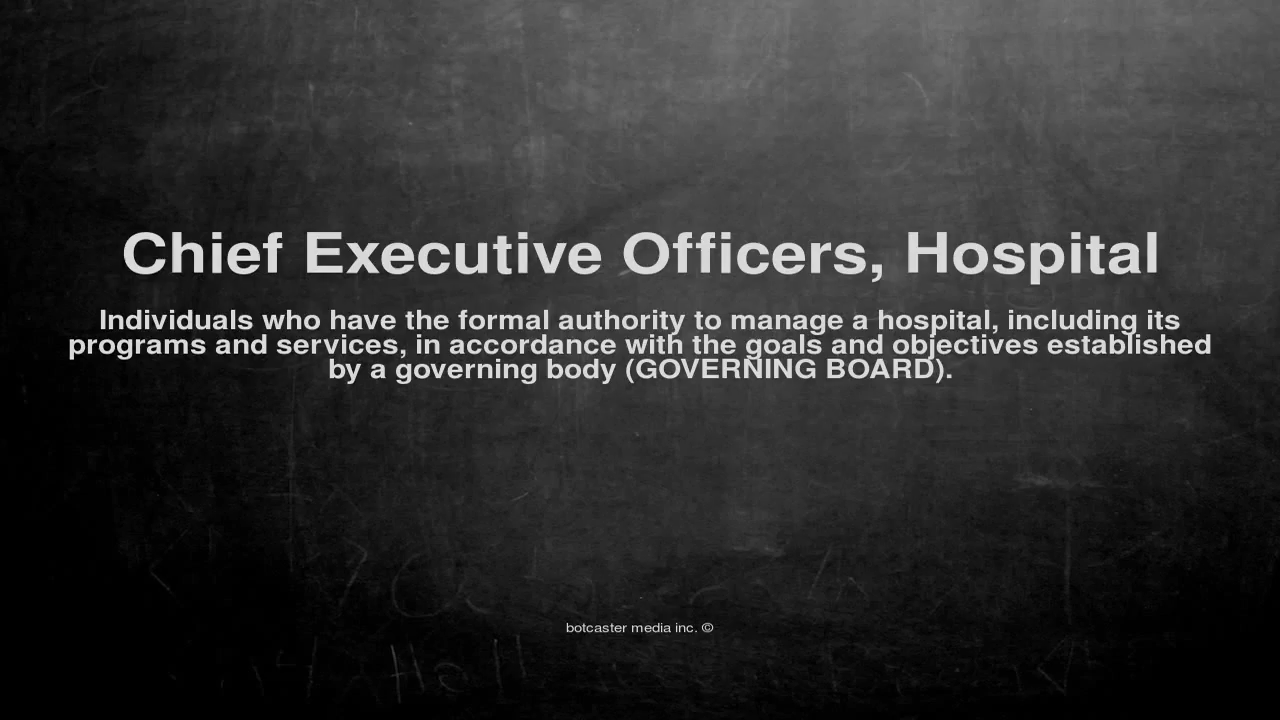 Chief Executive Officers, Hospital
Individuals who have the formal authority to manage a hospital, including its
programs and services, in accordance with the goals and objectives established
by a governing body (GOVERNING BOARD).
botcaster media inc. ©